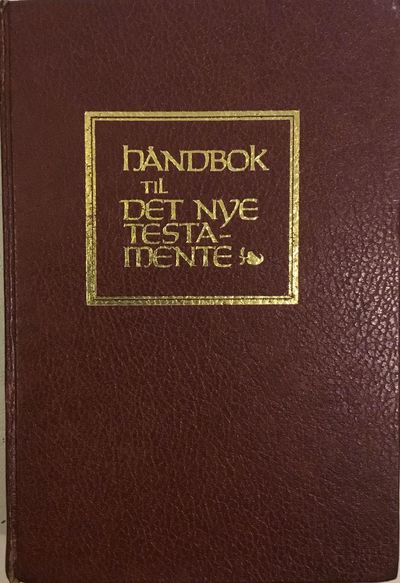 HÅNDBOK
TIL
DET NYE
TESTA-
MENTE